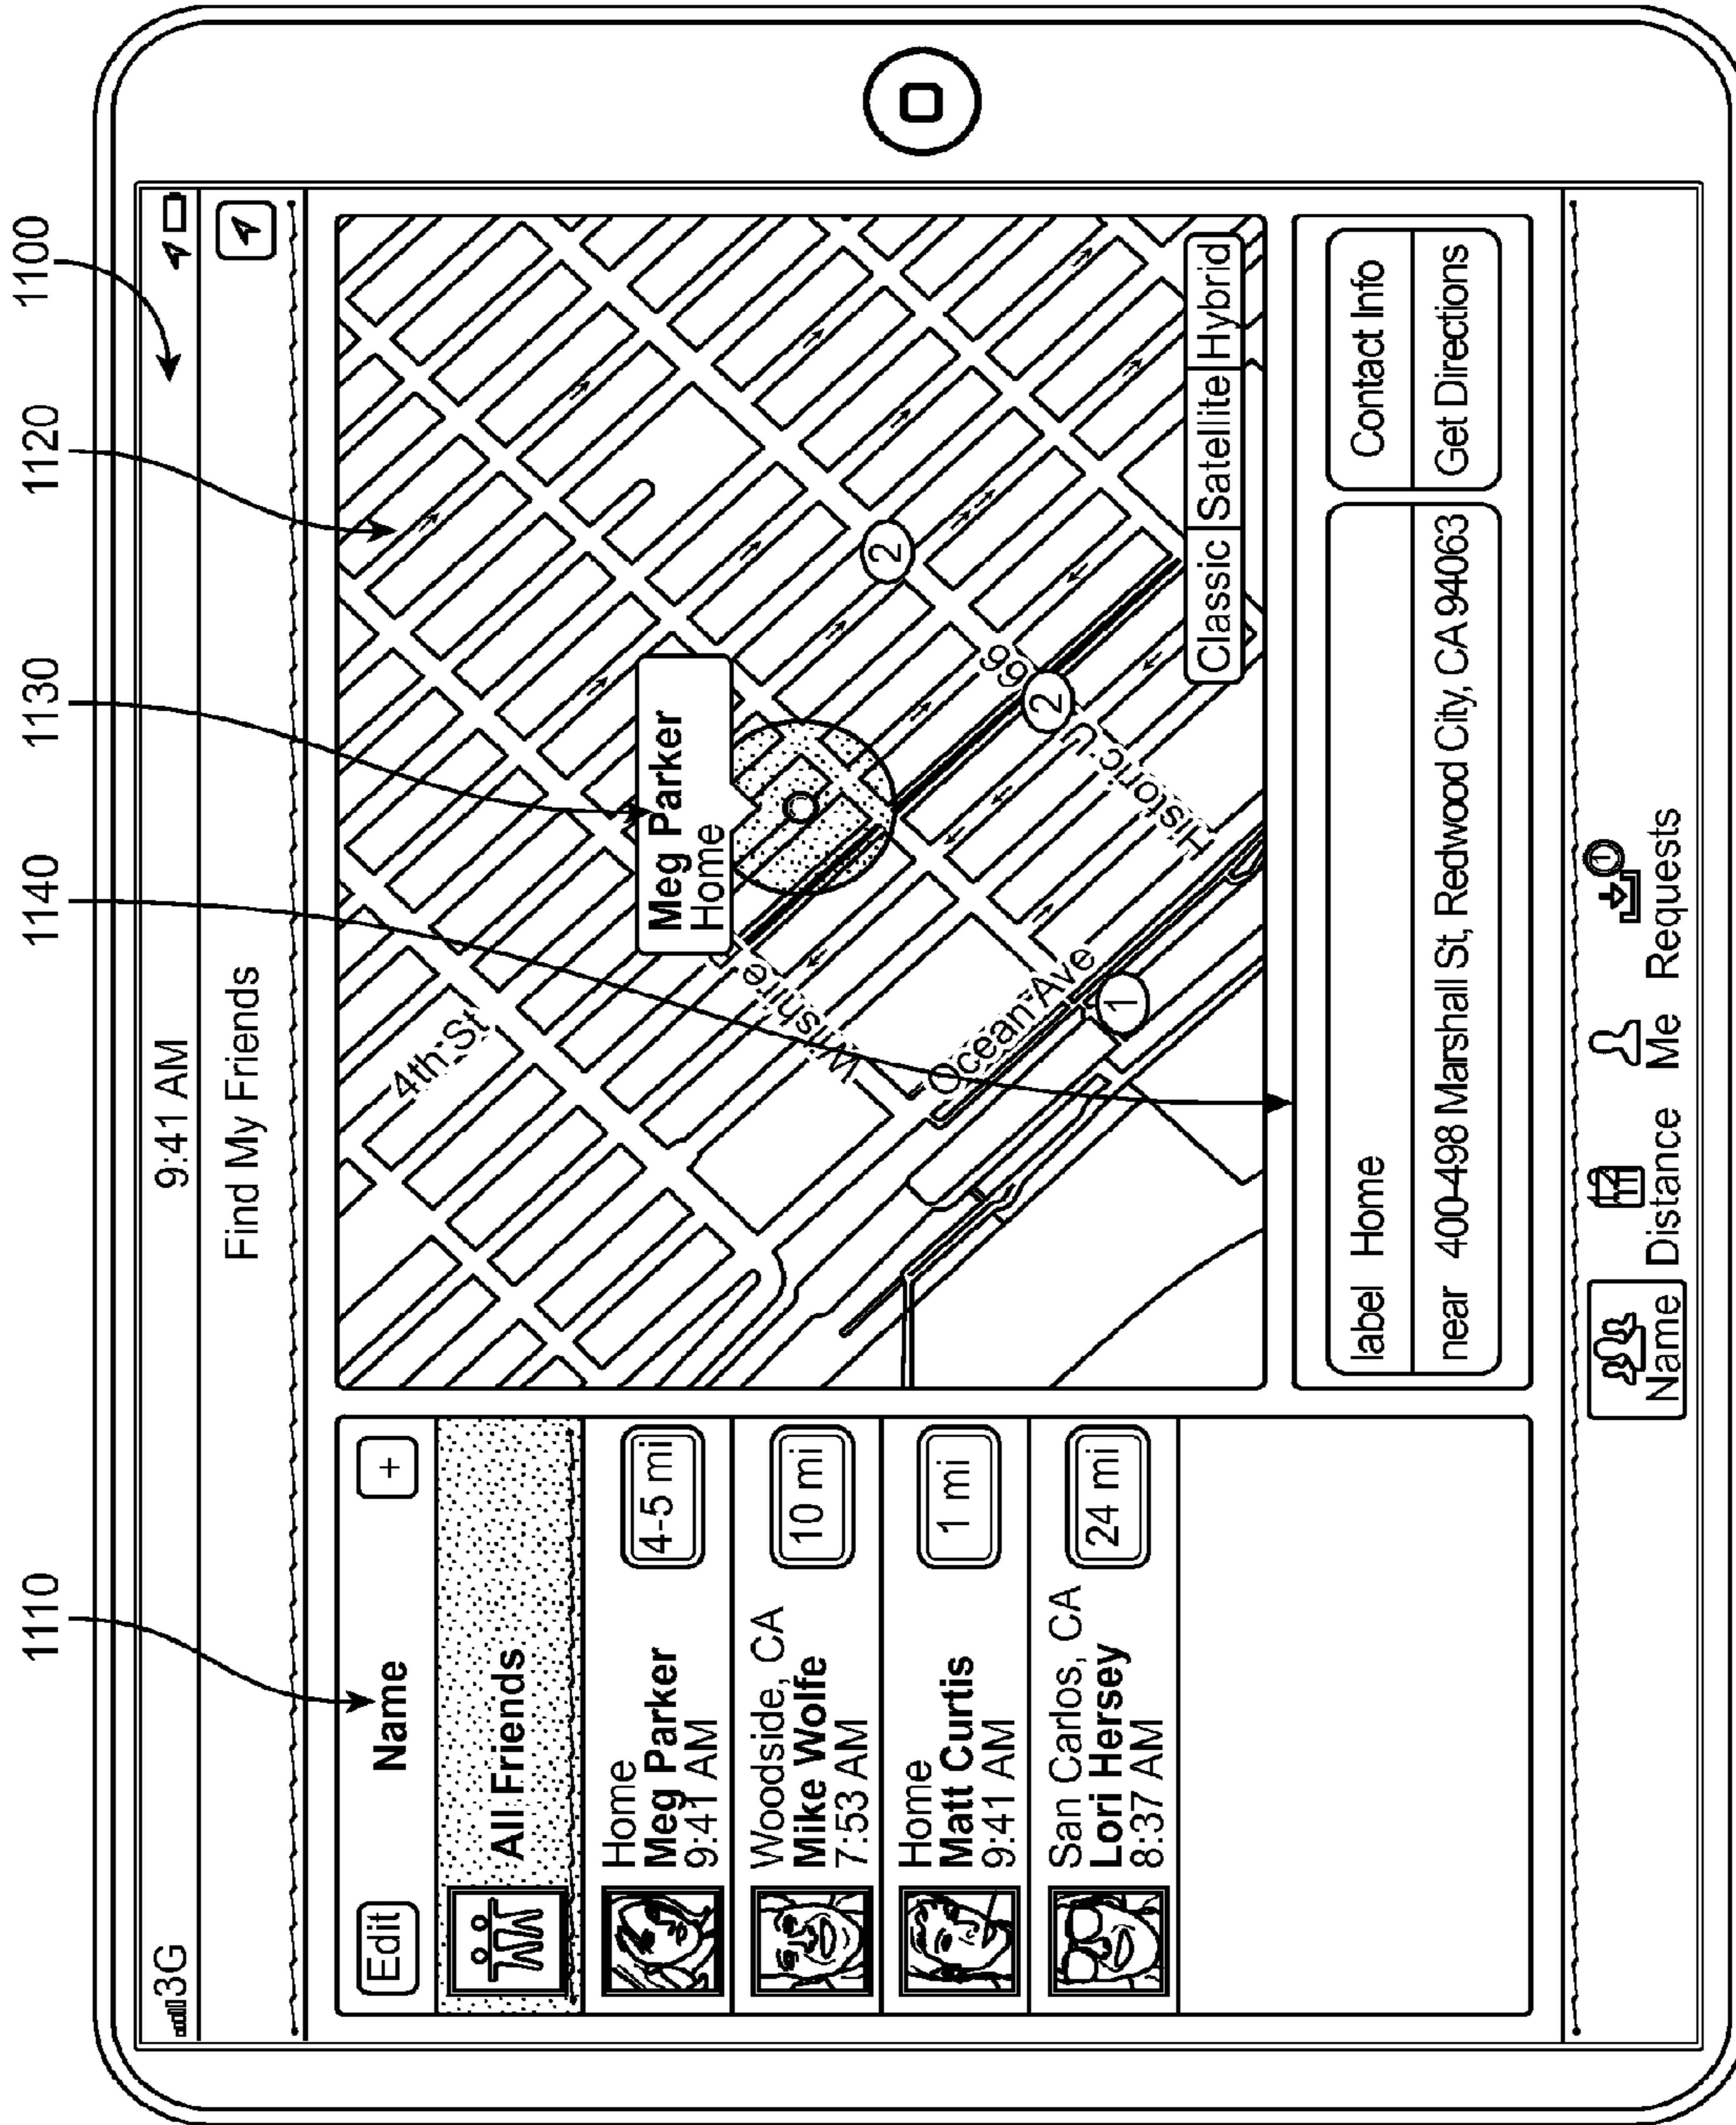 1110
1140
1130
1120
1100
3G
9:41 AM
Find My Friends
Edit
Name
+
All Friends
Home
Meg Parker
9:41 AM
4-5 mi
Woodside, CA
Mike Wolfe
7:53 AM
10 mi
Home
Matt Curtis
9:41 AM
1 mi
San Carlos, CA
Lori Hersey
8:37 AM
24 mi
4th St
Meg Parker
Home
Wilshire
2
Ocean Ave
1
Historic U
66
2
Classic Satellite Hybrid
label Home
near 400-498 Marshall St, Redwood City, CA 94063
Contact Info
Get Directions
Name
12
Distance
Me
1
Requests